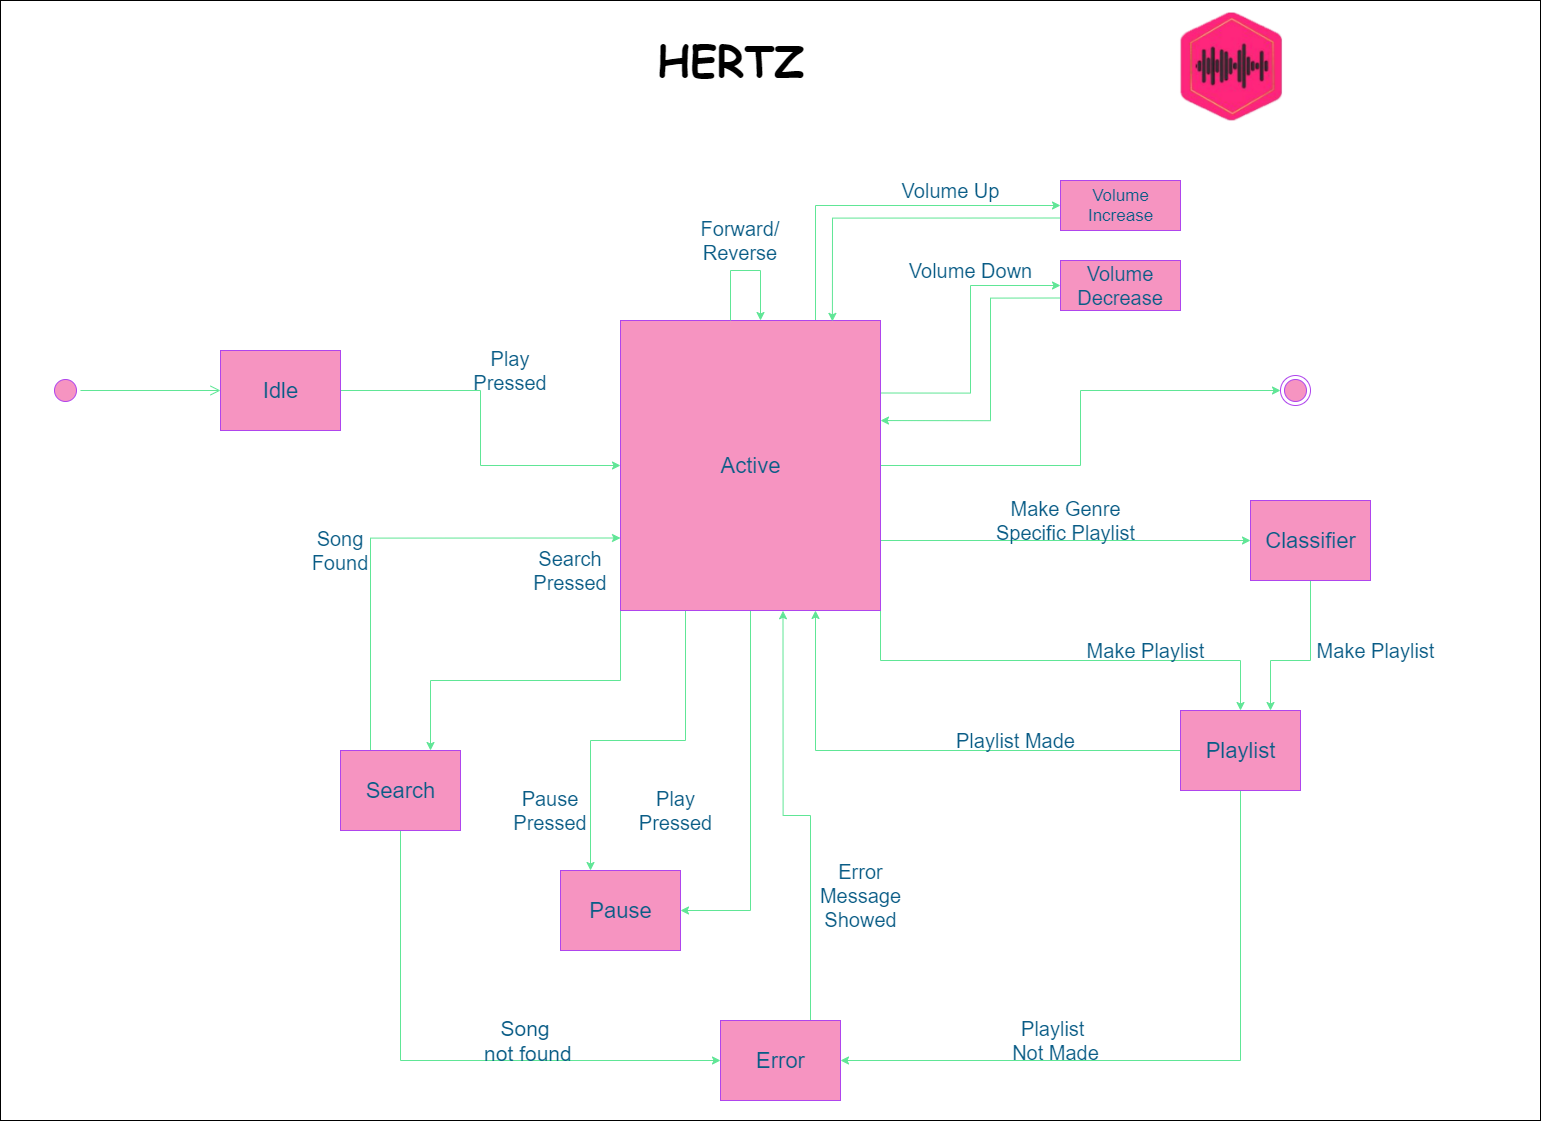 HERTZ
Volume Up
Volume
Increase
Forward/
Reverse
Volume Down
Volume
Decrease
Play
Pressed
Idle
Active
Make Genre
Specific Playlist
Classifier
Song
Found
Search
Pressed
Make Playlist
Make Playlist
Playlist Made
Playlist
Search
Pause
Pressed
Play
Pressed
Error
Message
Showed
Pause
Song
not found
Playlist
Not Made
Error